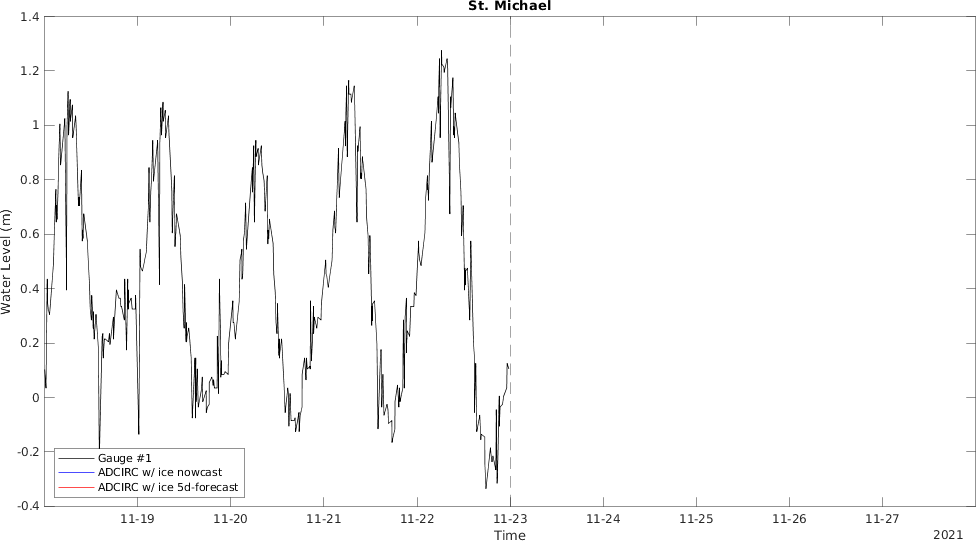 St. Michael
1.4
1.2
1
0.8
0.6
0.4
0.2
0
-0.2
-0.4
Water Level (m)
Gauge #1
ADCIRC w/ ice nowcast
ADCIRC w/ ice 5d-forecast
11-19 11-20 11-21 11-22 11-23 11-24 11-25 11-26 11-27
Time
2021